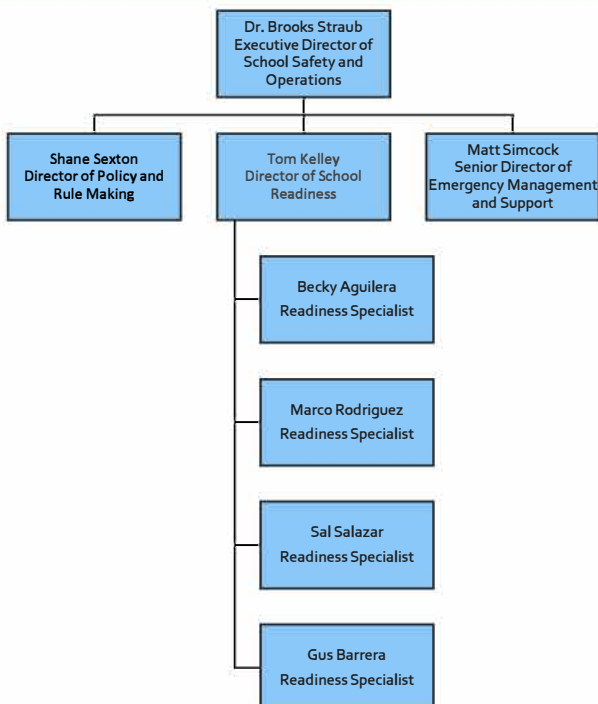 Dr. Brooks Straub
Executive Director of
School Safety and
Operations
Shane Sexton
Director of Policy and
Rule Making
Tom Kelley
Director of School
Readiness
Matt Simcock
Senior Director of
Emergency Management
and Support
Becky Aguilera
Readiness Specialist
Marco Rodriguez
Readiness Specialist
Sal Salazar
Readiness Specialist
Gus Barrera
Readiness Specialist